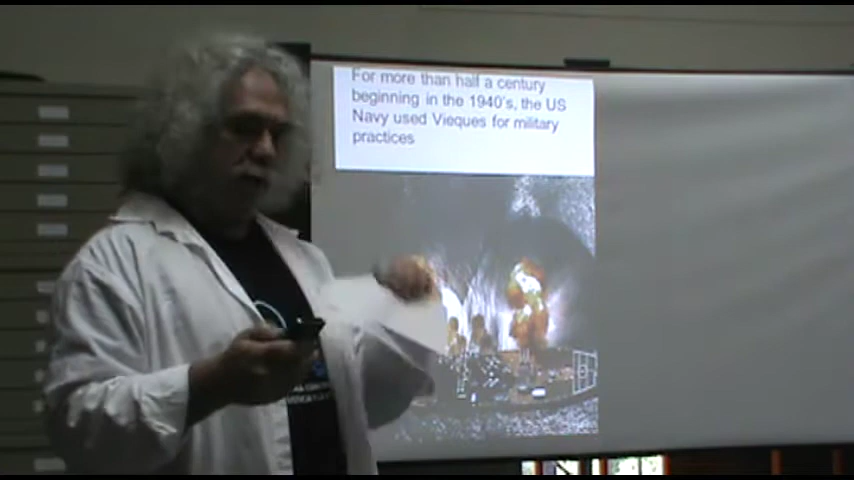 For more than half a century
beginning in the 1940's, the US
Navy used Vieques for military
practices